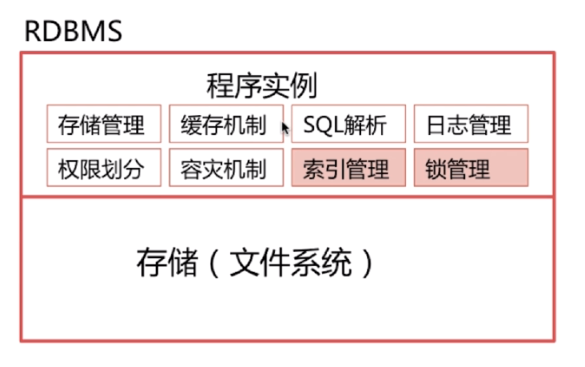 RDBMS
程序实例
存储管理 缓存机制 SQL解析 日志管理
权限划分 容灾机制 索引管理 锁管理
存储（文件系统）